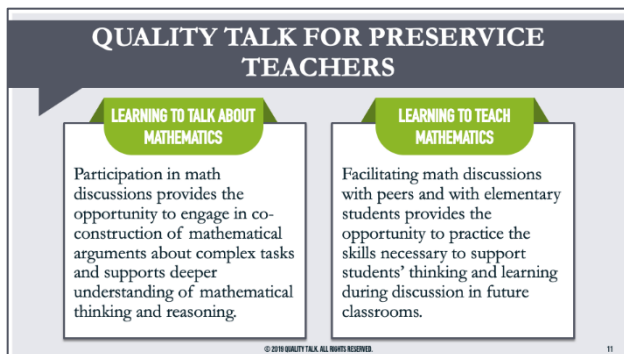 QUALITY TALK FOR PRESERVICE
TEACHERS
LEARNING TO TALK ABOUT
MATHEMATICS
Participation in math
discussions provides the
opportunity to engage in co-
construction of mathematical
arguments about complex tasks
and supports deeper
understanding of mathematical
thinking and reasoning.
LEARNING TO TEACH
MATHEMATICS
Facilitating math discussions
with peers and with elementary
students provides the
opportunity to practice the
skills necessary to support
students' thinking and learning
during discussion in future
classrooms.
© 2019 QUALITY TALK. ALL RIGHTS RESERVED.
11